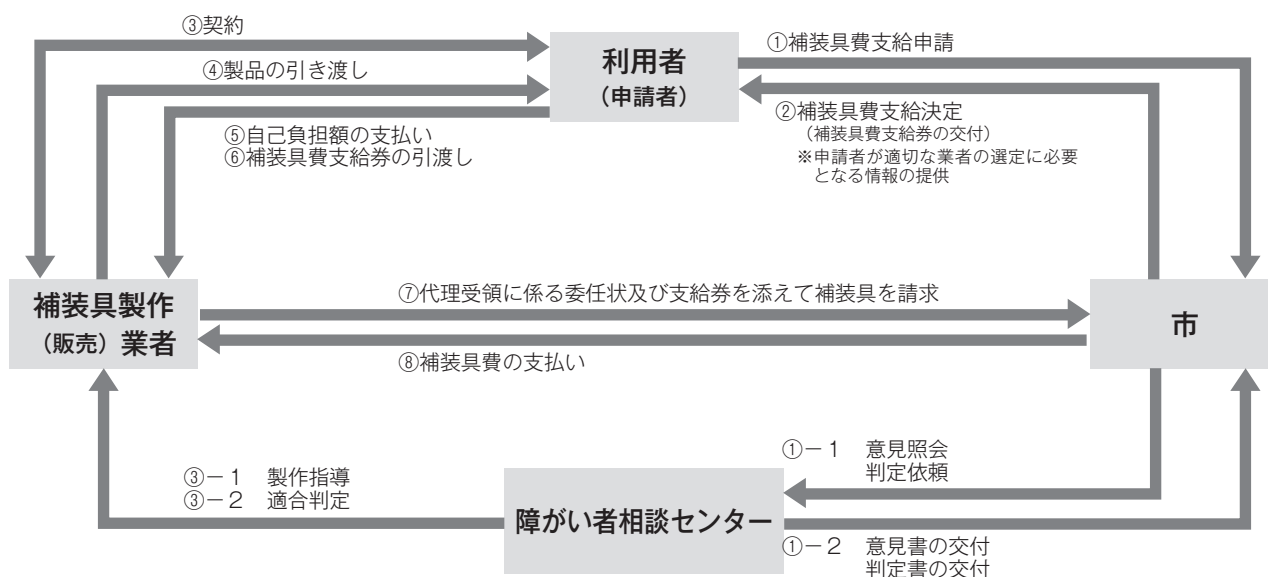 ③契約
①補装具費支給申請
利用者
（申請者）
④製品の引き渡し
②補装具費支給決定
（補装具費支給券の交付）
※申請者が適切な業者の選定に必要
となる情報の提供
⑤自己負担額の支払い
⑥補装具費支給券の引渡し
補装具製作
（販売）業者
⑦代理受領に係る委任状及び支給券を添えて補装具を請求
市
⑧補装具費の支払い
①－１　意見照会
判定依頼
③－１　製作指導
③－２　適合判定
障がい者相談センター
①－２　意見書の交付
判定書の交付